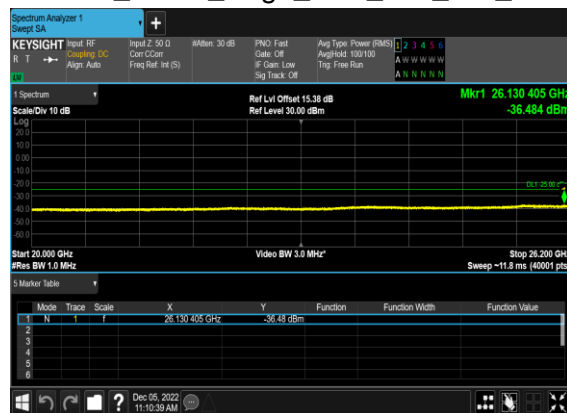 Spectrum Analyzer 1
Swept SA
+
KEYSIGHT Input: RF Input Z: 50 Ω #Atten: 30 dB PNO: Fast Avg Type: Power (RMS) 1 2 3 4 5 6
R T Coupling: DC Corr CCorr Gate: Off Avg|Hold: 100/100 A W W W W W
Align: Auto Freq Ref: Int (S) IF Gain: Low Trig: Free Run
Sig Track: Off A N N N N N
1 Spectrum Ref Lvl Offset 15.38 dB Mkr1 26.130 405 GHz
Scale/Div 10 dB Ref Level 30.00 dBm -36.484 dBm
Log
20.0
10.0
0.00
-10.0
-20.0
-30.0
-40.0
-50.0
-60.0
Start 20.000 GHz Video BW 3.0 MHz* Stop 26.200 GHz
#Res BW 1.0 MHz Sweep ~11.8 ms (40001 pts)
5 Marker Table
Mode Trace Scale X Y Function Function Width Function Value
1 N 1 f 26.130 405 GHz -36.48 dBm
2
3
4
5
6
? Dec 05, 2022
11:10:39 AM